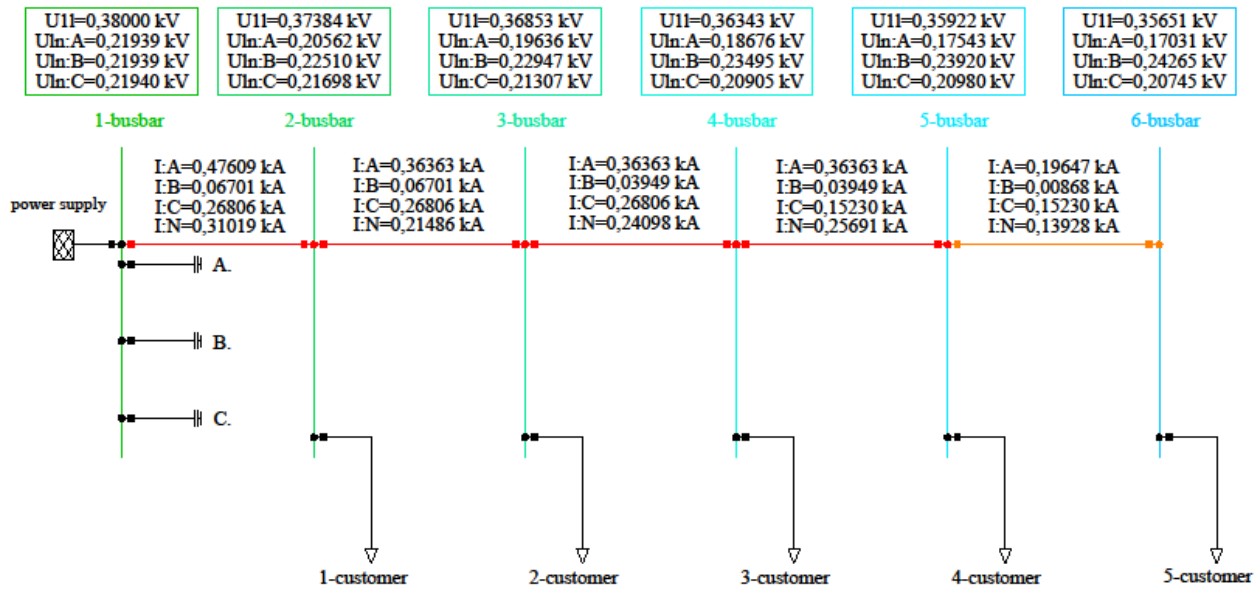 U11=0,38000 kV
Uln:A=0,21939 kV
Uln:B=0,21939 kV
Uln:C=0,21940 kV
U11=0,37384 kV
Uln:A=0,20562 kV
Uln:B=0,22510 kV
Uln:C=0,21698 kV
U11=0,36853 kV
Uln:A=0,19636 kV
Uln:B=0,22947 kV
Uln:C=0,21307 kV
U11=0,36343 kV
Uln:A=0,18676 kV
Uln:B=0,23495 kV
Uln:C=0,20905 kV
U11=0,35922 kV
Uln:A=0,17543 kV
Uln:B=0,23920 kV
Uln:C=0,20980 kV
U11=0,35651 kV
Uln:A=0,17031 kV
Uln:B=0,24265 kV
Uln:C=0,20745 kV
1-busbar
2-busbar
3-busbar
4-busbar
5-busbar
6-busbar
I:A=0,47609 kA
I:B=0,06701 kA
I:C=0,26806 kA
I:N=0,31019 kA
I:A=0,36363 kA
I:B=0,06701 kA
I:C=0,26806 kA
I:N=0,21486 kA
I:A=0,36363 kA
I:B=0,03949 kA
I:C=0,26806 kA
I:N=0,24098 kA
I:A=0,36363 kA
I:B=0,03949 kA
I:C=0,15230 kA
I:N=0,25691 kA
I:A=0,19647 kA
I:B=0,00868 kA
I:C=0,15230 kA
I:N=0,13928 kA
power supply
A.
B.
C.
1-customer
2-customer
3-customer
4-customer
5-customer